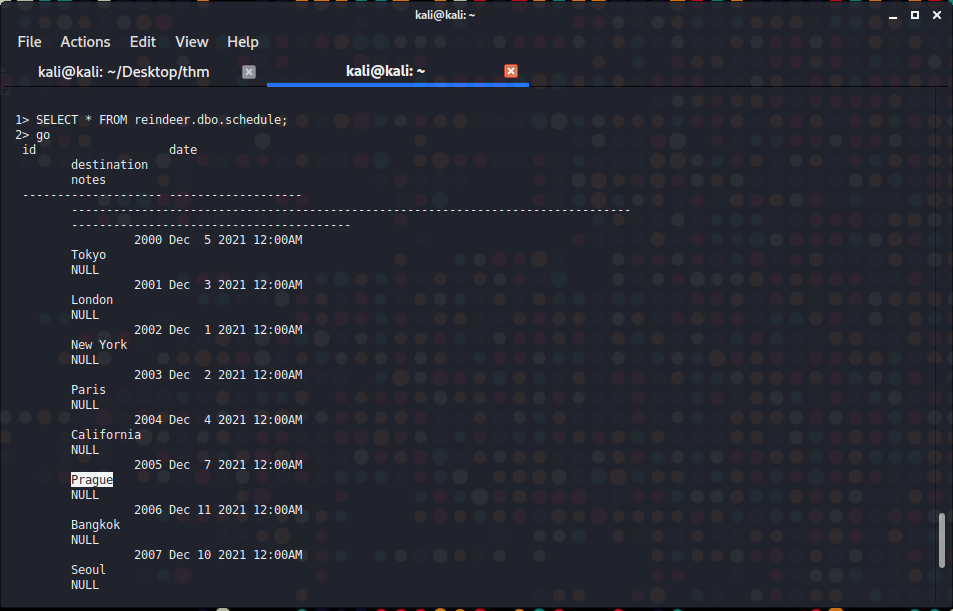 kali@kali: ~
File Actions Edit View Help
kali@kali: ~/Desktop/thm kali@kali: ~
1> SELECT * FROM reindeer.dbo.schedule;
2> go
id date
destination
notes
-------------------- -------------------
--------------------------------------------------------------------------------
----------------------------------------
2000 Dec  5 2021 12:00AM
Tokyo
NULL
2001 Dec  3 2021 12:00AM
London
NULL
2002 Dec  1 2021 12:00AM
New York
NULL
2003 Dec  2 2021 12:00AM
Paris
NULL
2004 Dec  4 2021 12:00AM
California
NULL
2005 Dec  7 2021 12:00AM
Prague
NULL
2006 Dec 11 2021 12:00AM
Bangkok
NULL
2007 Dec 10 2021 12:00AM
Seoul
NULL